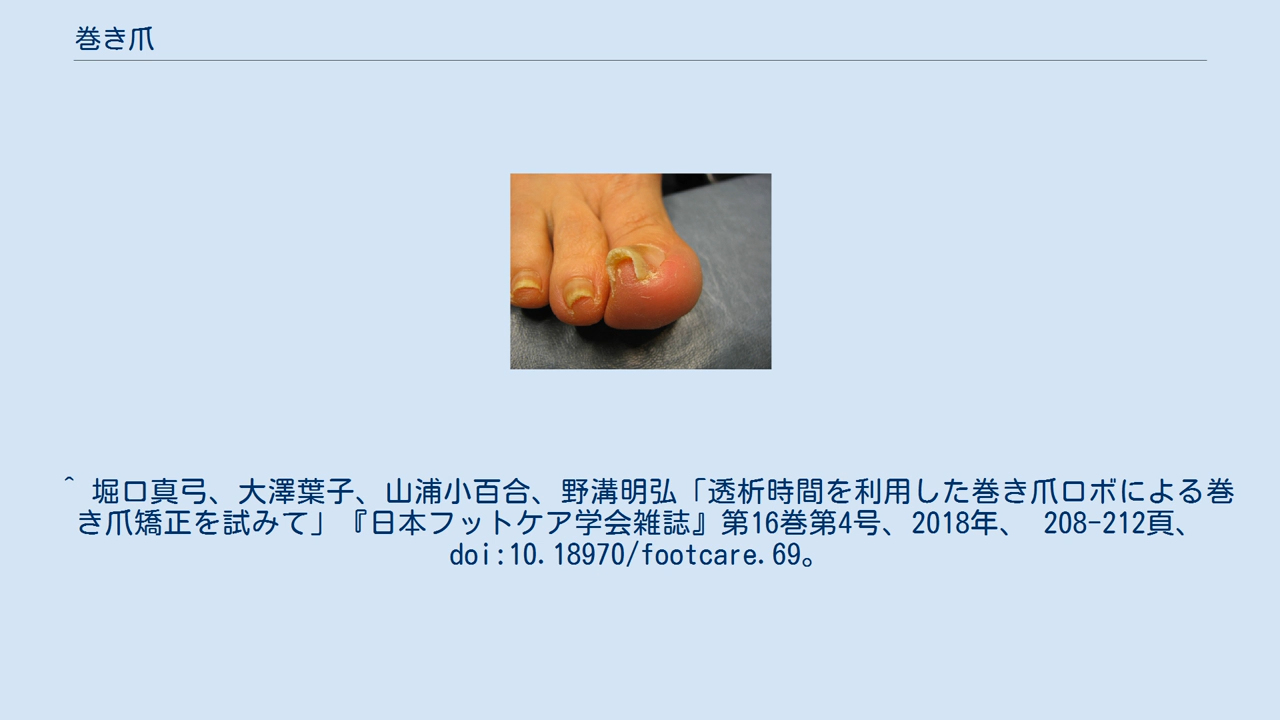 巻き爪
^ 堀口真弓、大澤葉子、山浦小百合、野溝明弘「透析時間を利用した巻き爪ロボによる巻
き爪矯正を試みて」『日本フットケア学会雑誌』第16巻第4号、2018年、 208-212頁、
doi:10.18970/footcare.69。